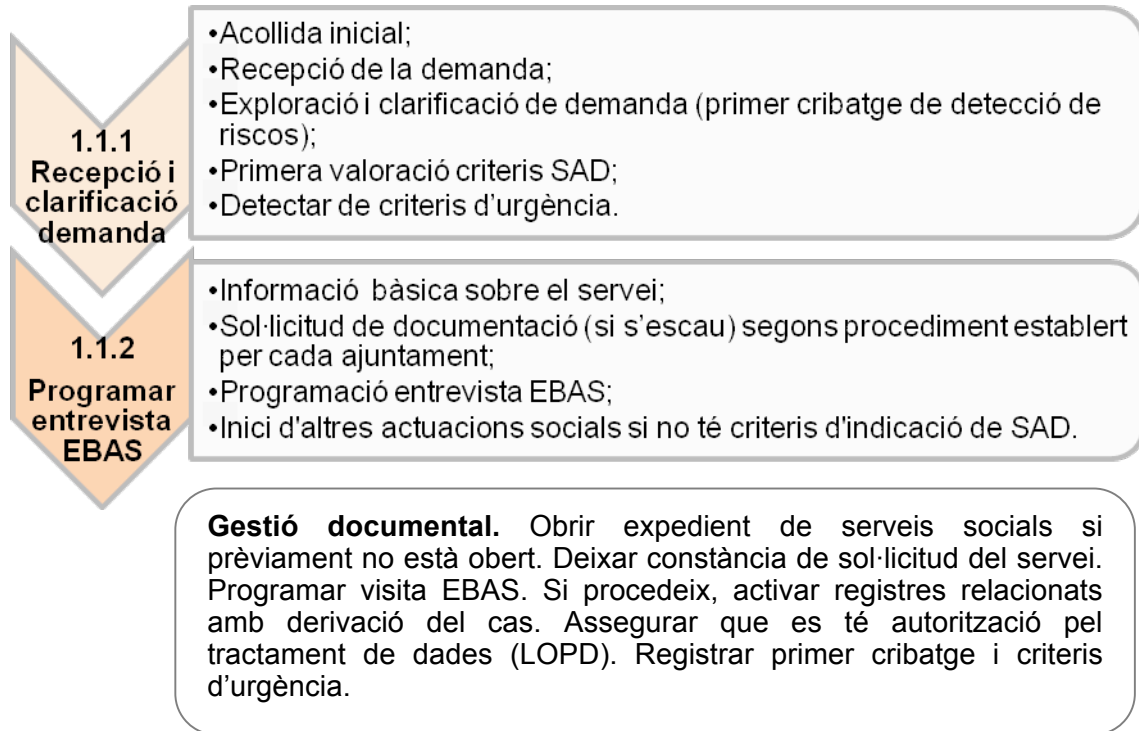 1.1.1
Recepció i
clarificació
demanda
•Acollida inicial;
•Recepció de la demanda;
•Exploració i clarificació de demanda (primer cribatge de detecció de
riscos);
•Primera valoració criteris SAD;
•Detectar de criteris d’urgència.
1.1.2
Programar
entrevista
EBAS
•Informació bàsica sobre el servei;
•Sol·licitud de documentació (si s’escau) segons procediment establert
per cada ajuntament;
•Programació entrevista EBAS;
•Inici d'altres actuacions socials si no té criteris d'indicació de SAD.
Gestió documental. Obrir expedient de serveis socials si
prèviament no està obert. Deixar constància de sol·licitud del servei.
Programar visita EBAS. Si procedeix, activar registres relacionats
amb derivació del cas. Assegurar que es té autorització pel
tractament de dades (LOPD). Registrar primer cribatge i criteris
d’urgència.